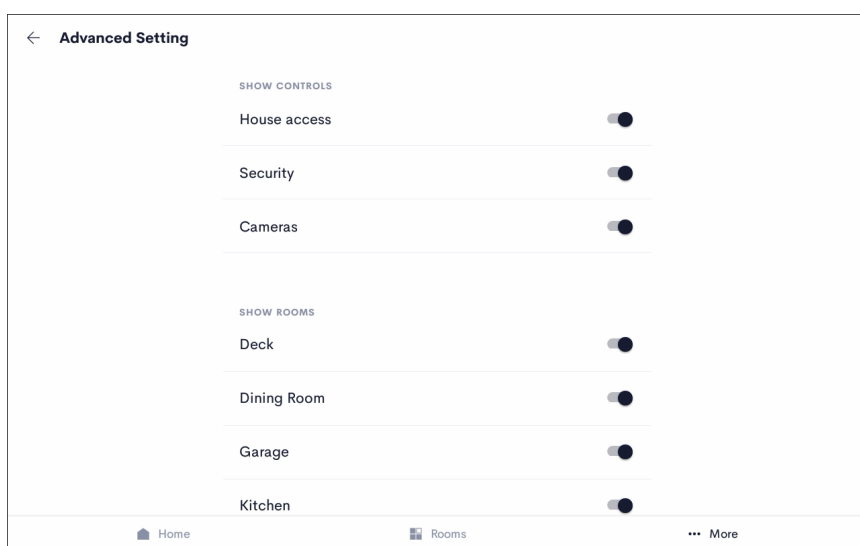 Advanced Setting
SHOW CONTROLS
House access
Security
Cameras
SHOW ROOMS
Deck
Dining Room
Garage
Kitchen
Home Rooms More